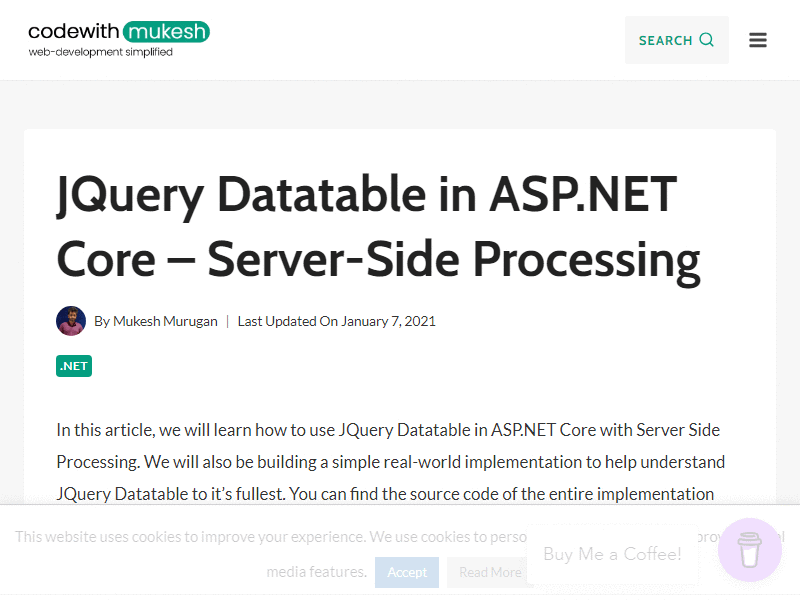 codewith mukesh
web-development simplified
SEARCH
JQuery Datatable in ASP.NET
Core – Server-Side Processing
By Mukesh Murugan | Last Updated On January 7, 2021
.NET
In this article, we will learn how to use JQuery Datatable in ASP.NET Core with Server Side
Processing. We will also be building a simple real-world implementation to help understand
JQuery Datatable to it's fullest. You can find the source code of the entire implementation
This website uses cookies to improve your experience. We use cookies to
media features. Accept Read More
Buy Me a Coffee!